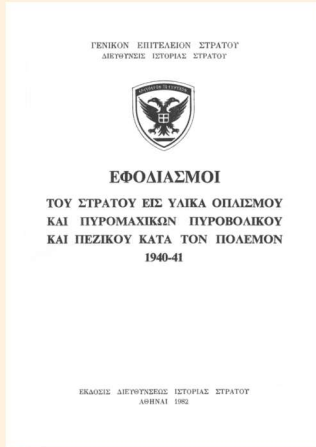 ΓΕΝΙΚΟΝ ΕΠΙΤΕΛΕΙΟΝ ΣΤΡΑΤΟΥ
ΔΙΕΥΘΥΝΣΙΣ ΙΣΤΟΡΙΑΣ ΣΤΡΑΤΟΥ
ΕΦΟΔΙΑΣΜΟΙ
ΤΟΥ ΣΤΡΑΤΟΥ ΕΙΣ ΥΛΙΚΑ ΟΠΛΙΣΜΟΥ
ΚΑΙ ΠΥΡΟΜΑΧΙΚΩΝ ΠΥΡΟΒΟΛΙΚΟΥ
ΚΑΙ ΠΕΖΙΚΟΥ ΚΑΤΑ ΤΟΝ ΠΟΛΕΜΟΝ
1940-41
ΕΚΔΟΣΙΣ ΔΙΕΥΘΥΝΣΕΩΣ ΙΣΤΟΡΙΑΣ ΣΤΡΑΤΟΥ
ΑΘΗΝΑΙ 1982